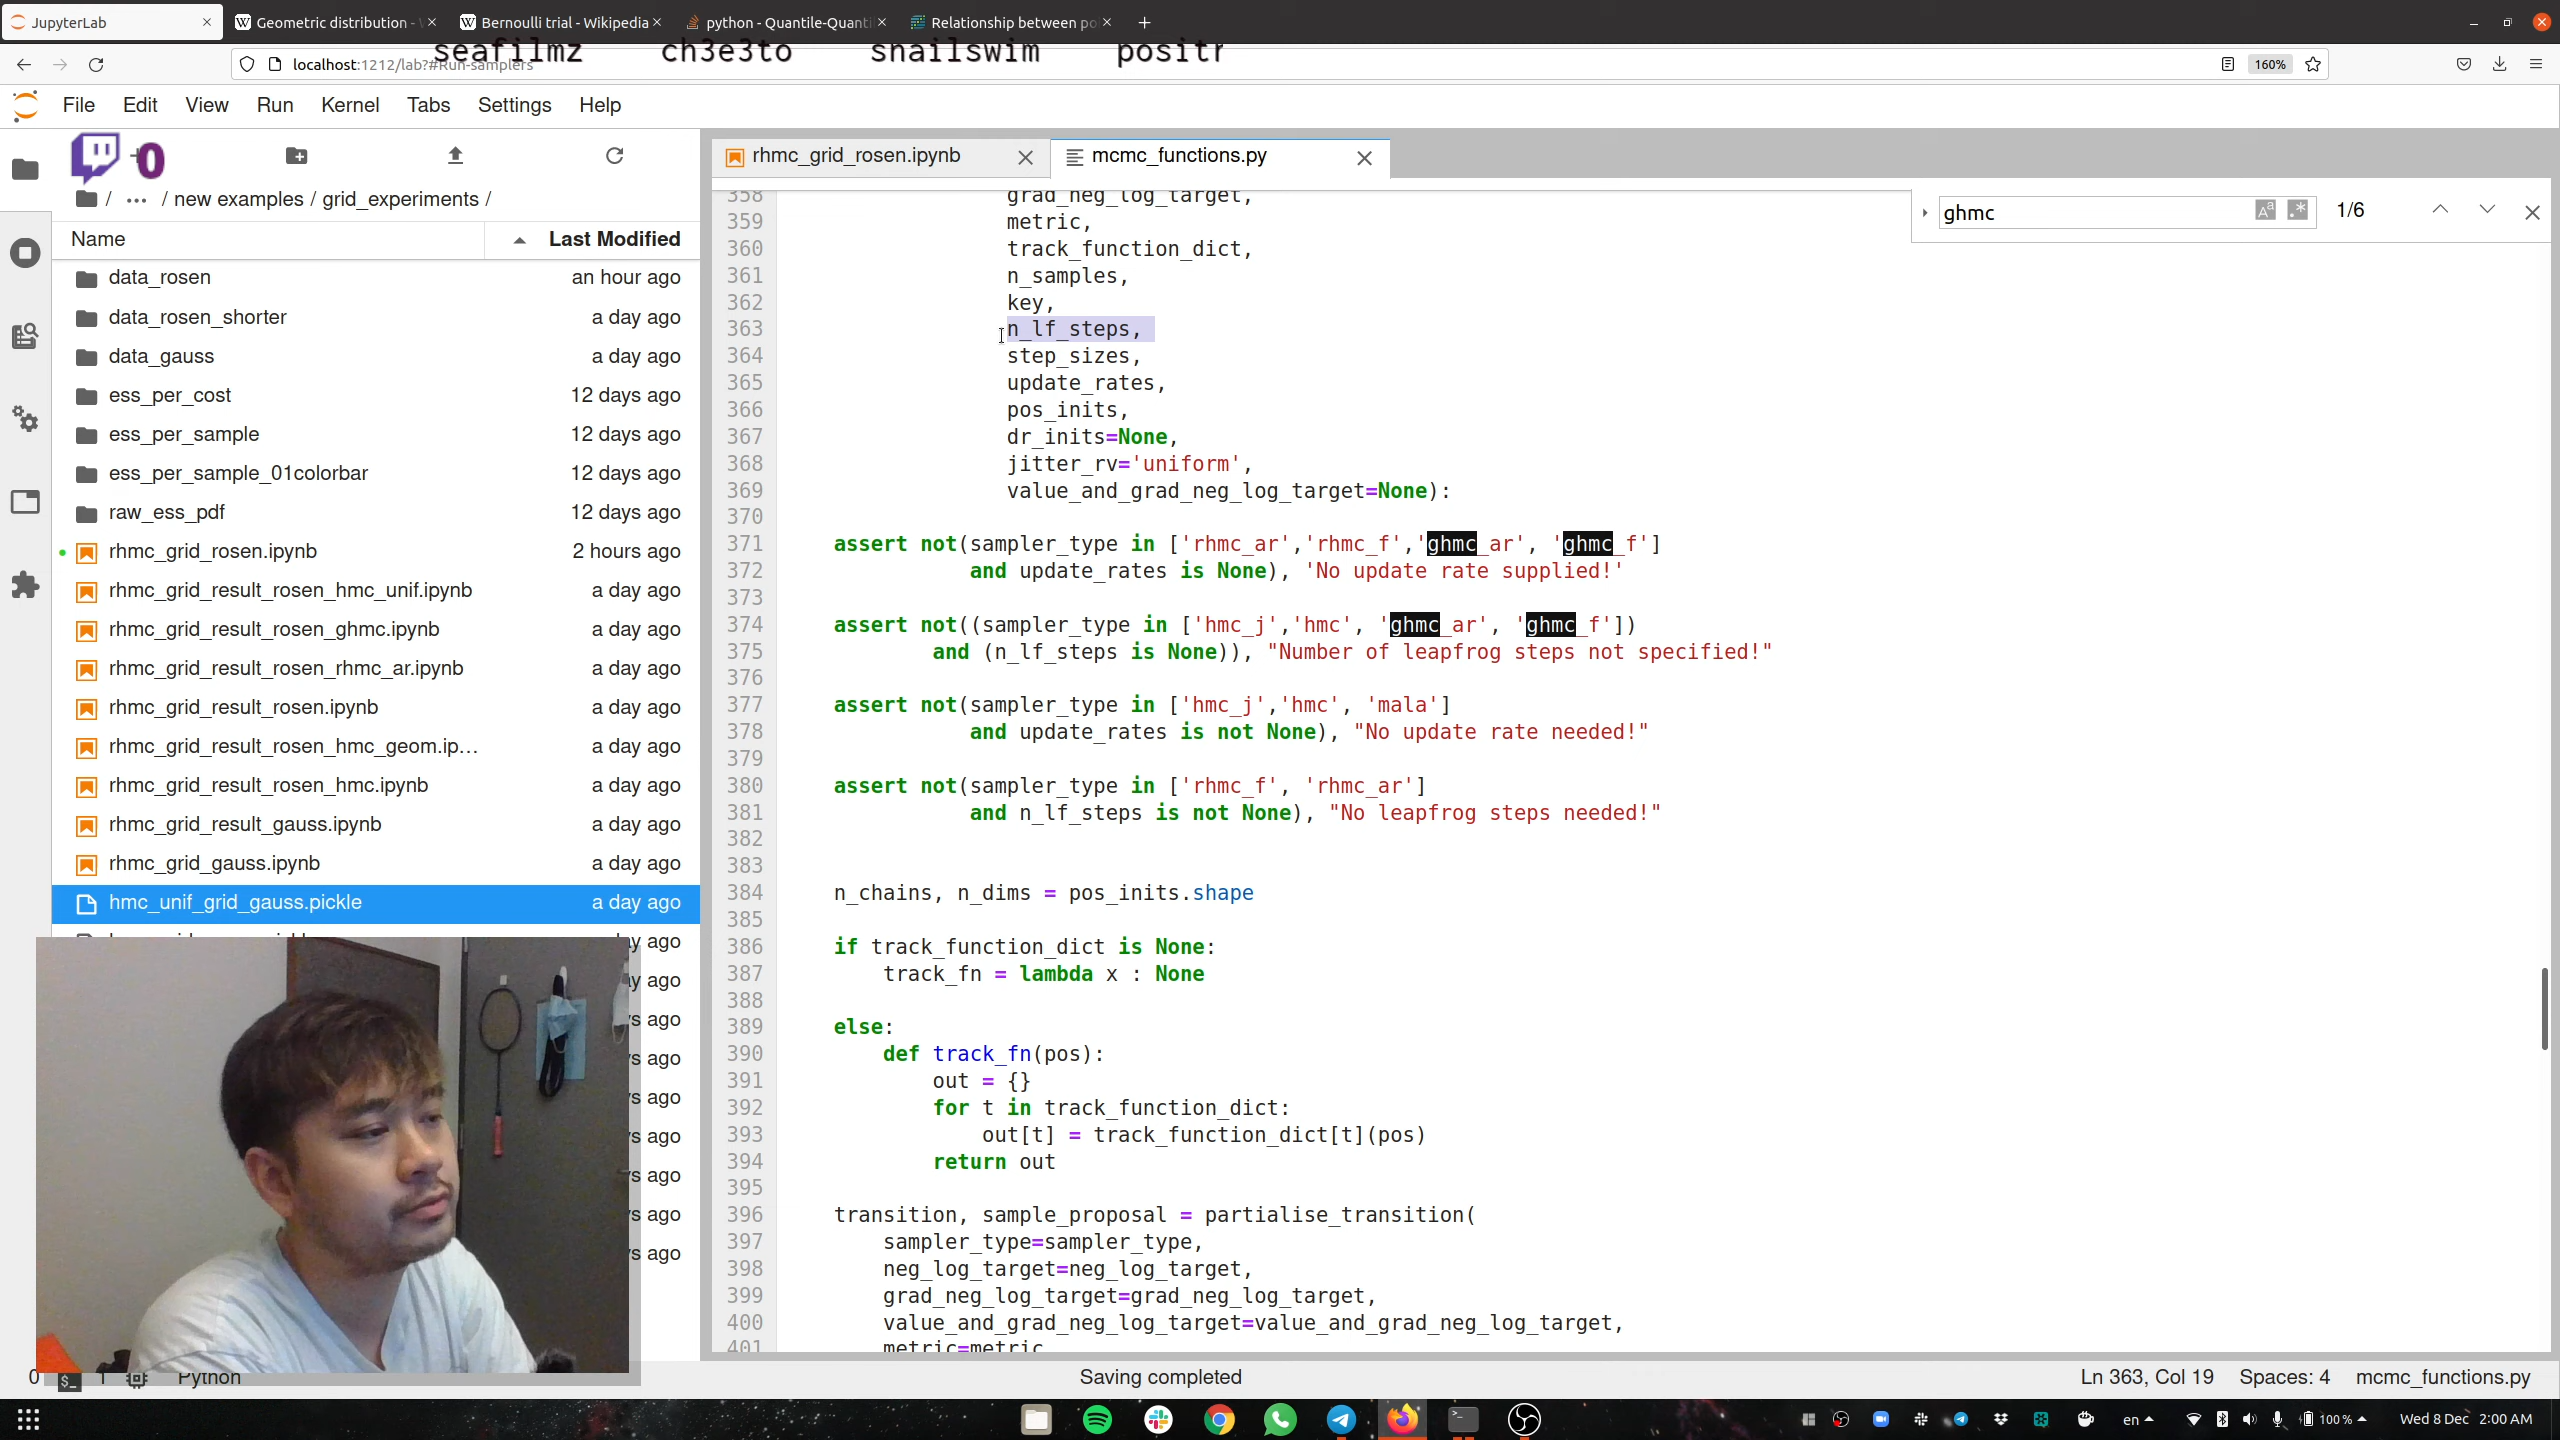 JupyterLab
Geometric distribution -
Bernoulli trial - Wikipedia
python - Quantile-Quanti
Relationship between po
seafilmz ch3e3to snailswim positr
localhost:1212/lab?#Run-samplers
160%
File Edit View Run Kernel Tabs Settings Help
0
/ ··· / new examples / grid_experiments /
Name Last Modified
data_rosen an hour ago
data_rosen_shorter a day ago
data_gauss a day ago
ess_per_cost 12 days ago
ess_per_sample 12 days ago
ess_per_sample_01colorbar 12 days ago
raw_ess_pdf 12 days ago
rhmc_grid_rosen.ipynb 2 hours ago
rhmc_grid_result_rosen_hmc_unif.ipynb a day ago
rhmc_grid_result_rosen_ghmc.ipynb a day ago
rhmc_grid_result_rosen_rhmc_ar.ipynb a day ago
rhmc_grid_result_rosen.ipynb a day ago
rhmc_grid_result_rosen_hmc_geom.ip... a day ago
rhmc_grid_result_rosen_hmc.ipynb a day ago
rhmc_grid_result_gauss.ipynb a day ago
rhmc_grid_gauss.ipynb a day ago
hmc_unif_grid_gauss.pickle a day ago
ay ago
ay ago
ys ago
ys ago
ys ago
ys ago
ys ago
ys ago
ys ago
rhmc_grid_rosen.ipynb
mcmc_functions.py
ghmc 1/6
358 grad_neg_log_target,
359 metric,
360 track_function_dict,
361 n_samples,
362 key,
363 n_lf_steps,
364 step_sizes,
365 update_rates,
366 pos_inits,
367 dr_inits=None,
368 jitter_rv='uniform',
369 value_and_grad_neg_log_target=None):
370
371 assert not(sampler_type in ['rhmc_ar','rhmc_f','ghmc_ar', 'ghmc_f']
372 and update_rates is None), 'No update rate supplied!'
373
374 assert not((sampler_type in ['hmc_j','hmc', 'ghmc_ar', 'ghmc_f'])
375 and (n_lf_steps is None)), "Number of leapfrog steps not specified!"
376
377 assert not(sampler_type in ['hmc_j','hmc', 'mala']
378 and update_rates is not None), "No update rate needed!"
379
380 assert not(sampler_type in ['rhmc_f', 'rhmc_ar']
381 and n_lf_steps is not None), "No leapfrog steps needed!"
382
383
384 n_chains, n_dims = pos_inits.shape
385
386 if track_function_dict is None:
387 track_fn = lambda x : None
388
389 else:
390 def track_fn(pos):
391 out = {}
392 for t in track_function_dict:
393 out[t] = track_function_dict[t](pos)
394 return out
395
396 transition, sample_proposal = partialise_transition(
397 sampler_type=sampler_type,
398 neg_log_target=neg_log_target,
399 grad_neg_log_target=grad_neg_log_target,
400 value_and_grad_neg_log_target=value_and_grad_neg_log_target,
401 metric=metric
0 1 Python
Saving completed
Ln 363, Col 19 Spaces: 4 mcmc_functions.py
en 100% Wed 8 Dec 2:00 AM